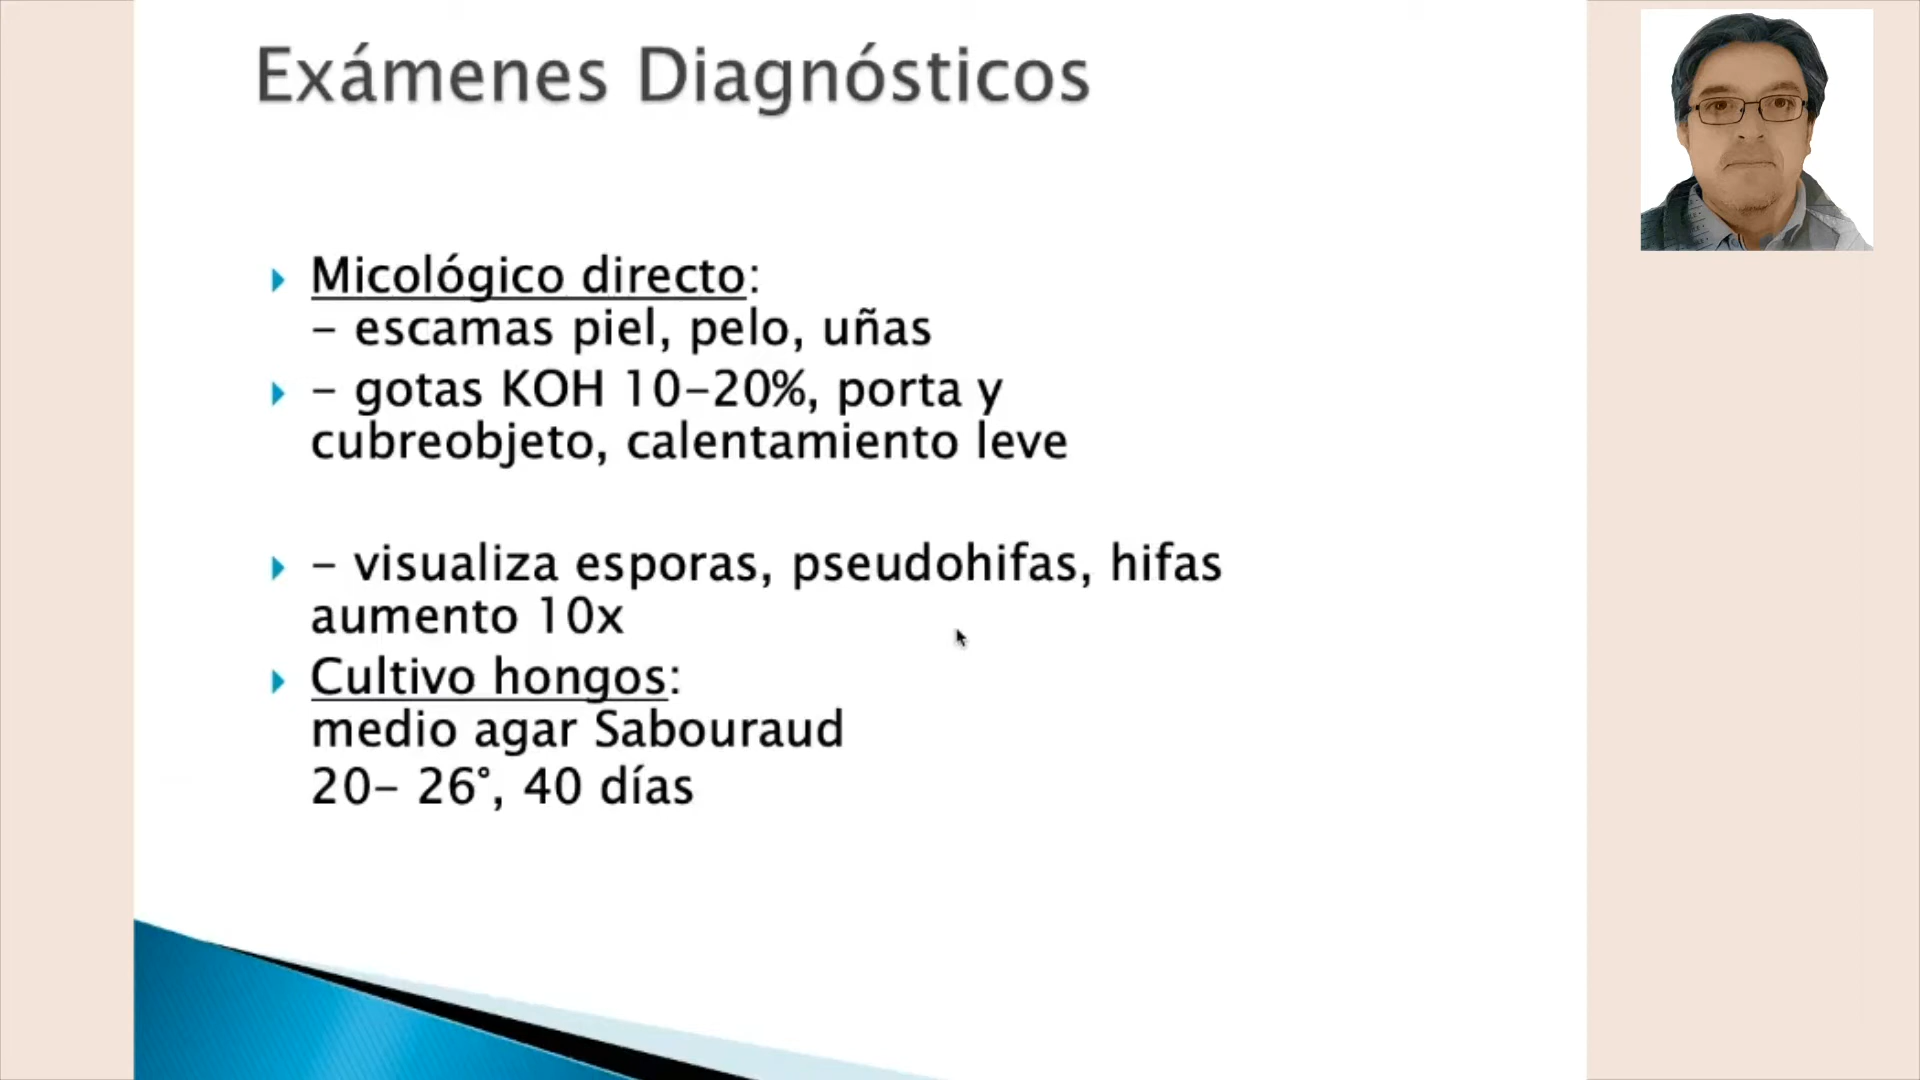 Exámenes Diagnósticos
Micológico directo:
- escamas piel, pelo, uñas
- gotas KOH 10-20%, porta y
cubreobjeto, calentamiento leve
- visualiza esporas, pseudohifas, hifas
aumento 10x
Cultivo hongos:
medio agar Sabouraud
20- 26°, 40 días